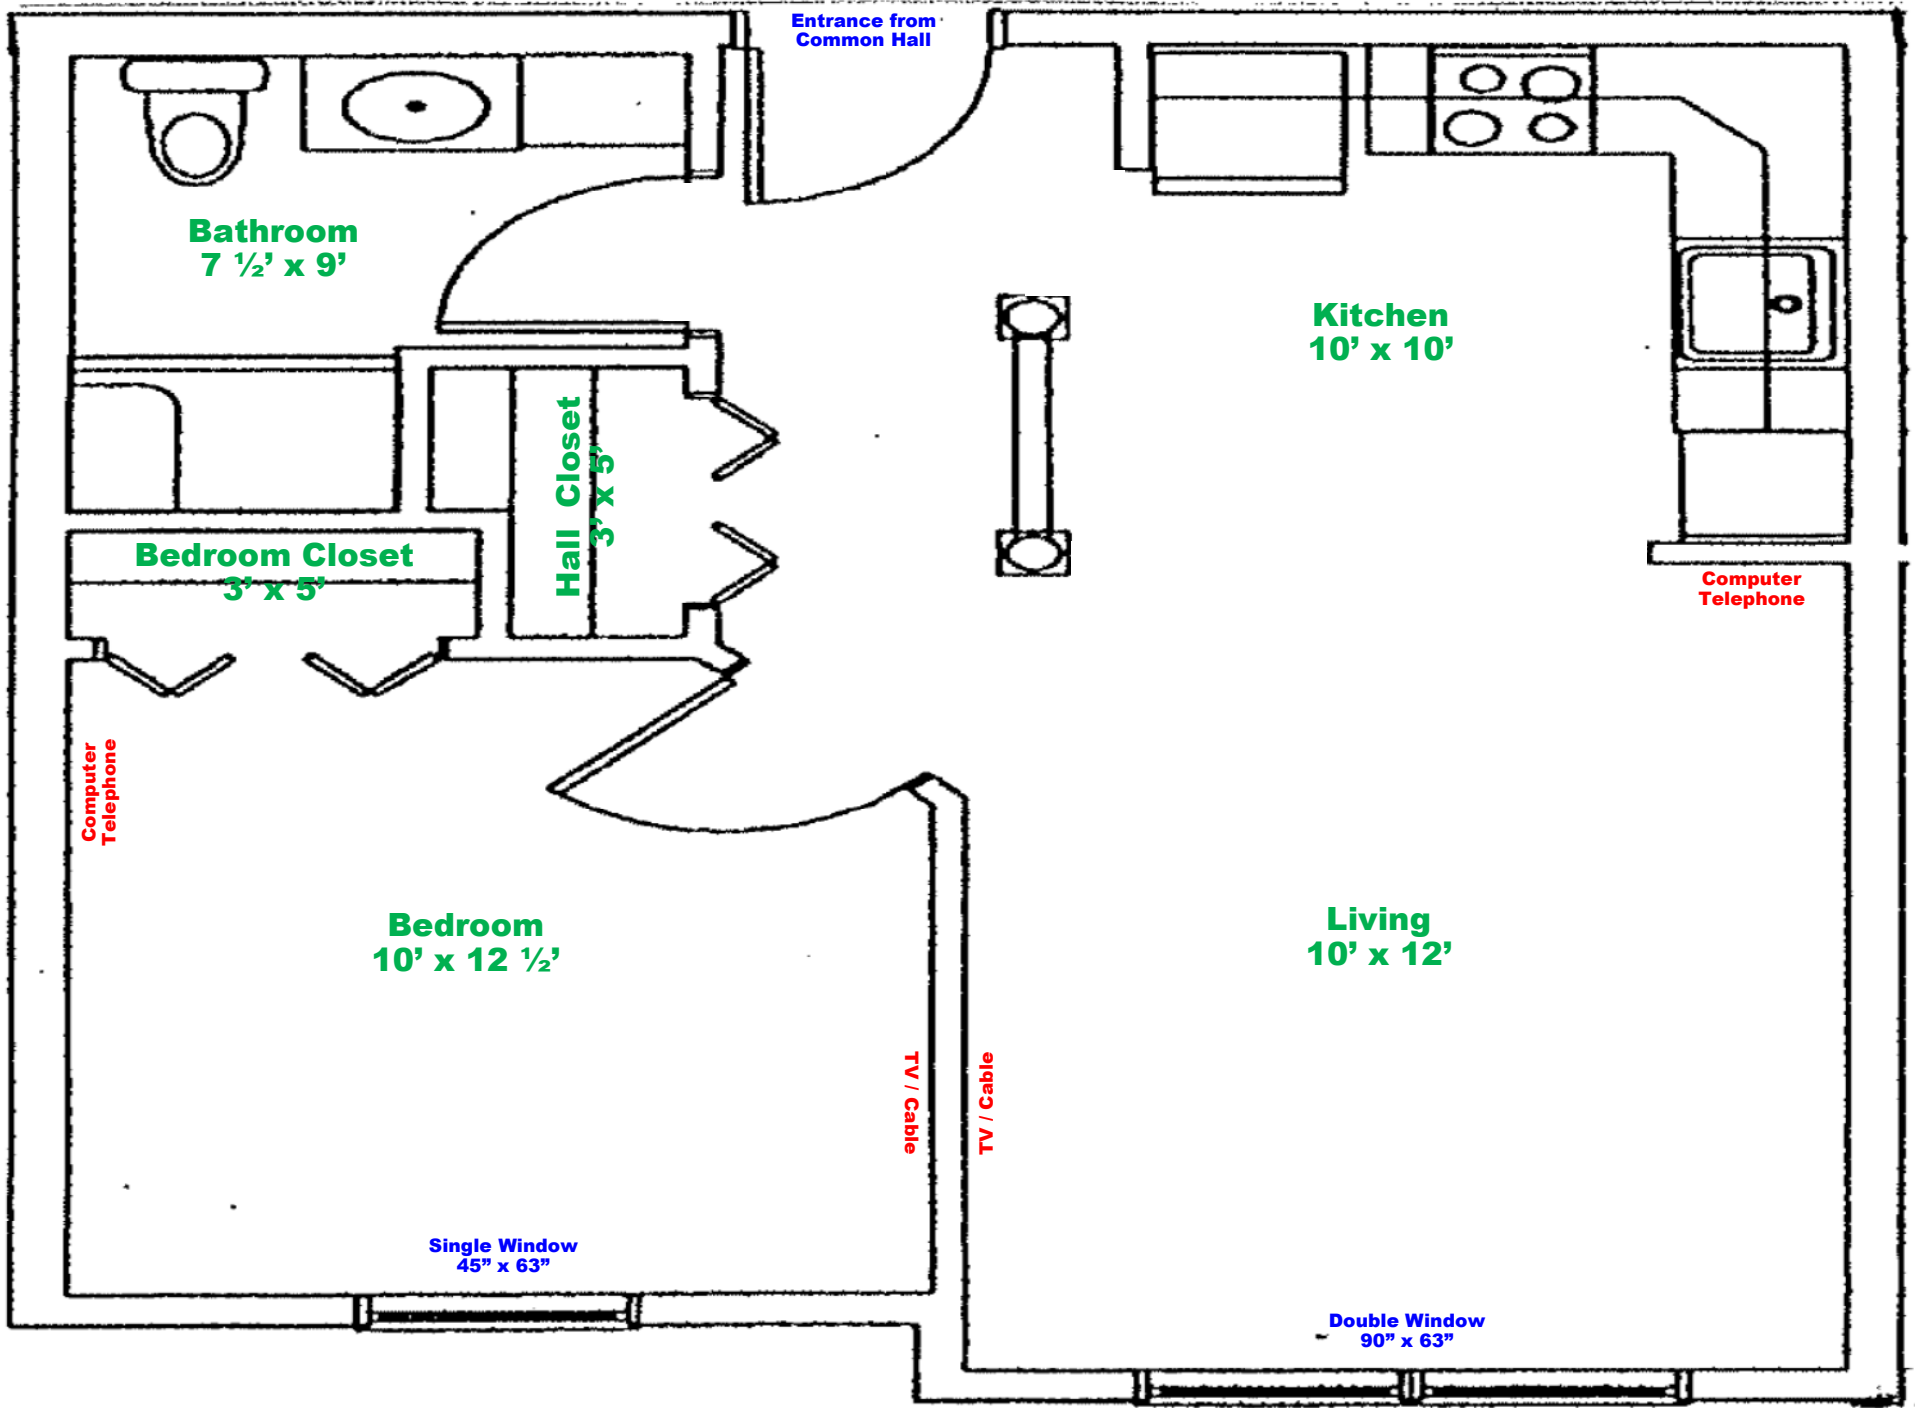 Entrance from
Common Hall
Bathroom
7 ½’ x 9’
Kitchen
10’ x 10’
Hall Closet
3’ x 5’
Bedroom Closet
3’ x 5’
Computer
Telephone
Computer
Telephone
Bedroom
10’ x 12 ½’
Living
10’ x 12’
TV / Cable
TV / Cable
Single Window
45” x 63”
Double Window
90” x 63”